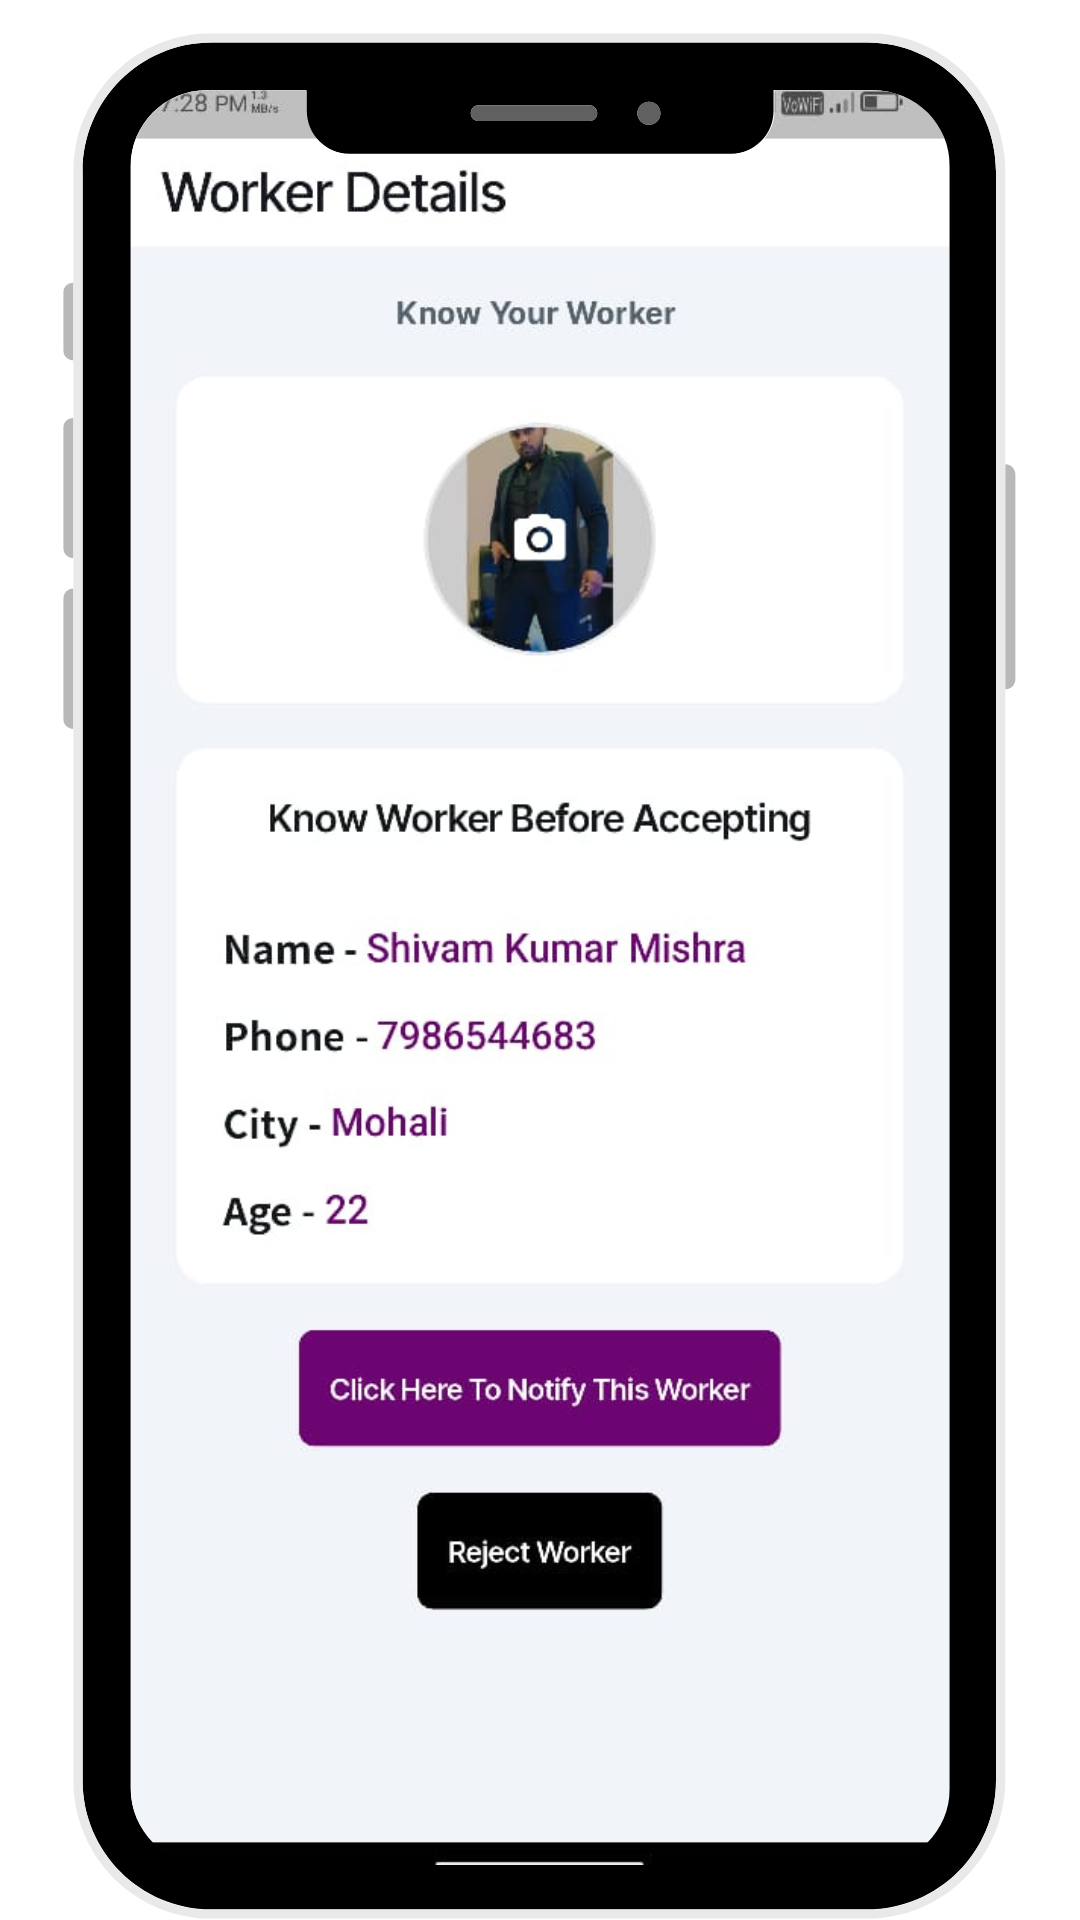 7:28 PM 1.3 MB/s VoWiFi
Worker Details
Know Your Worker
Know Worker Before Accepting
Name - Shivam Kumar Mishra
Phone - 7986544683
City - Mohali
Age - 22
Click Here To Notify This Worker
Reject Worker